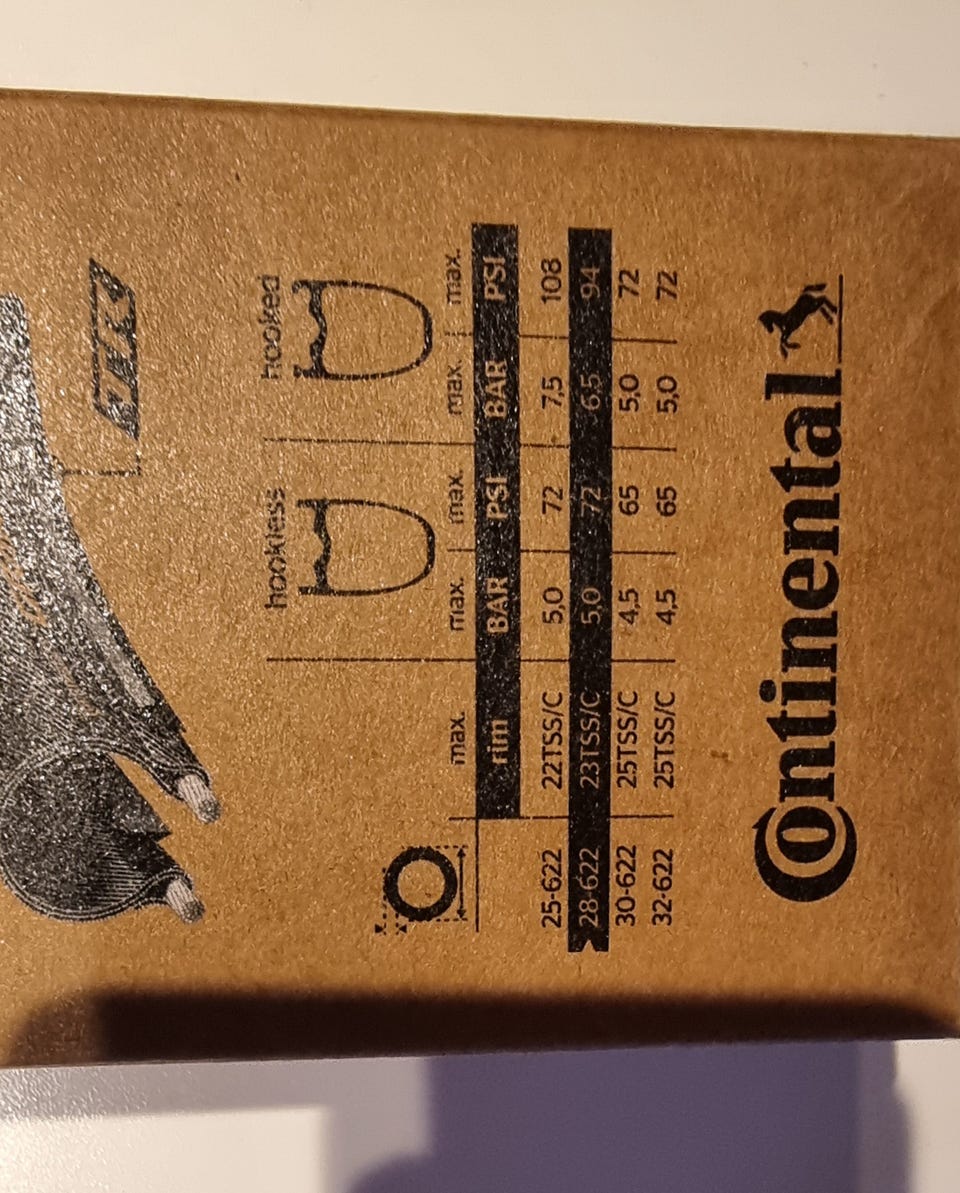 TLR
hookless hooked
max. max. max. max. max.
rim BAR PSI BAR PSI
25-622 22TSS/C 5,0 72 7,5 108
28-622 23TSS/C 5,0 72 6,5 94
30-622 25TSS/C 4,5 65 5,0 72
32-622 25TSS/C 4,5 65 5,0 72
Continental